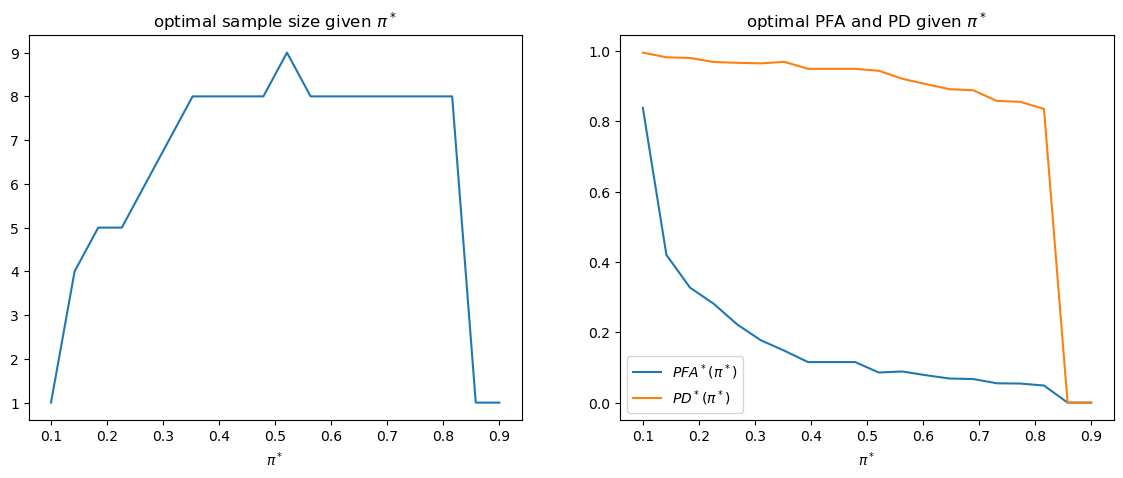 optimal sample size given π*
9
8
7
6
5
4
3
2
1
0.1 0.2 0.3 0.4 0.5 0.6 0.7 0.8 0.9
π*
optimal PFA and PD given π*
1.0
0.8
0.6
0.4
0.2
0.0
PFA*(π*)
PD*(π*)
0.1 0.2 0.3 0.4 0.5 0.6 0.7 0.8 0.9
π*